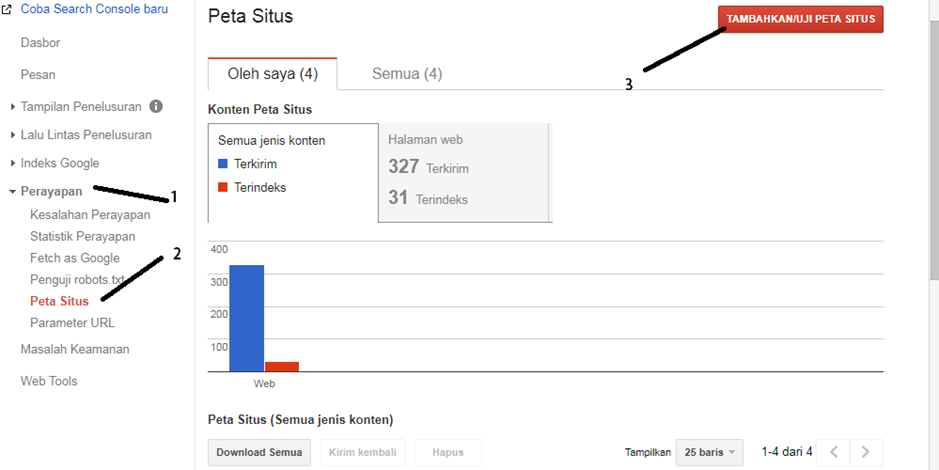 Coba Search Console baru
Dasbor
Pesan
Tampilan Penelusuran
Lalu Lintas Penelusuran
Indeks Google
Perayapan
1
Kesalahan Perayapan
Statistik Perayapan
2
Fetch as Google
Penguji robots.txt
Peta Situs
Parameter URL
Masalah Keamanan
Web Tools
Peta Situs
TAMBAHKAN/UJI PETA SITUS
3
Oleh saya (4)
Semua (4)
Konten Peta Situs
Semua jenis konten
Terkirim
Terindeks
Halaman web
327 Terkirim
31 Terindeks
400
300
200
100
Web
Peta Situs (Semua jenis konten)
Download Semua
Kirim kembali
Hapus
Tampilkan
25 baris
1-4 dari 4